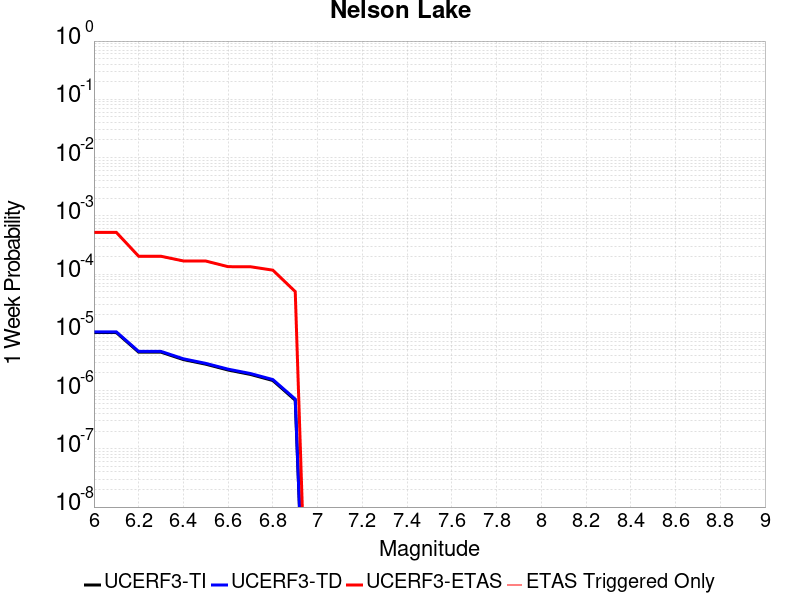 Nelson Lake
1 Week Probability
10^0
10^-1
10^-2
10^-3
10^-4
10^-5
10^-6
10^-7
10^-8
6 6.2 6.4 6.6 6.8 7 7.2 7.4 7.6 7.8 8 8.2 8.4 8.6 8.8 9
Magnitude
UCERF3-TI UCERF3-TD UCERF3-ETAS ETAS Triggered Only